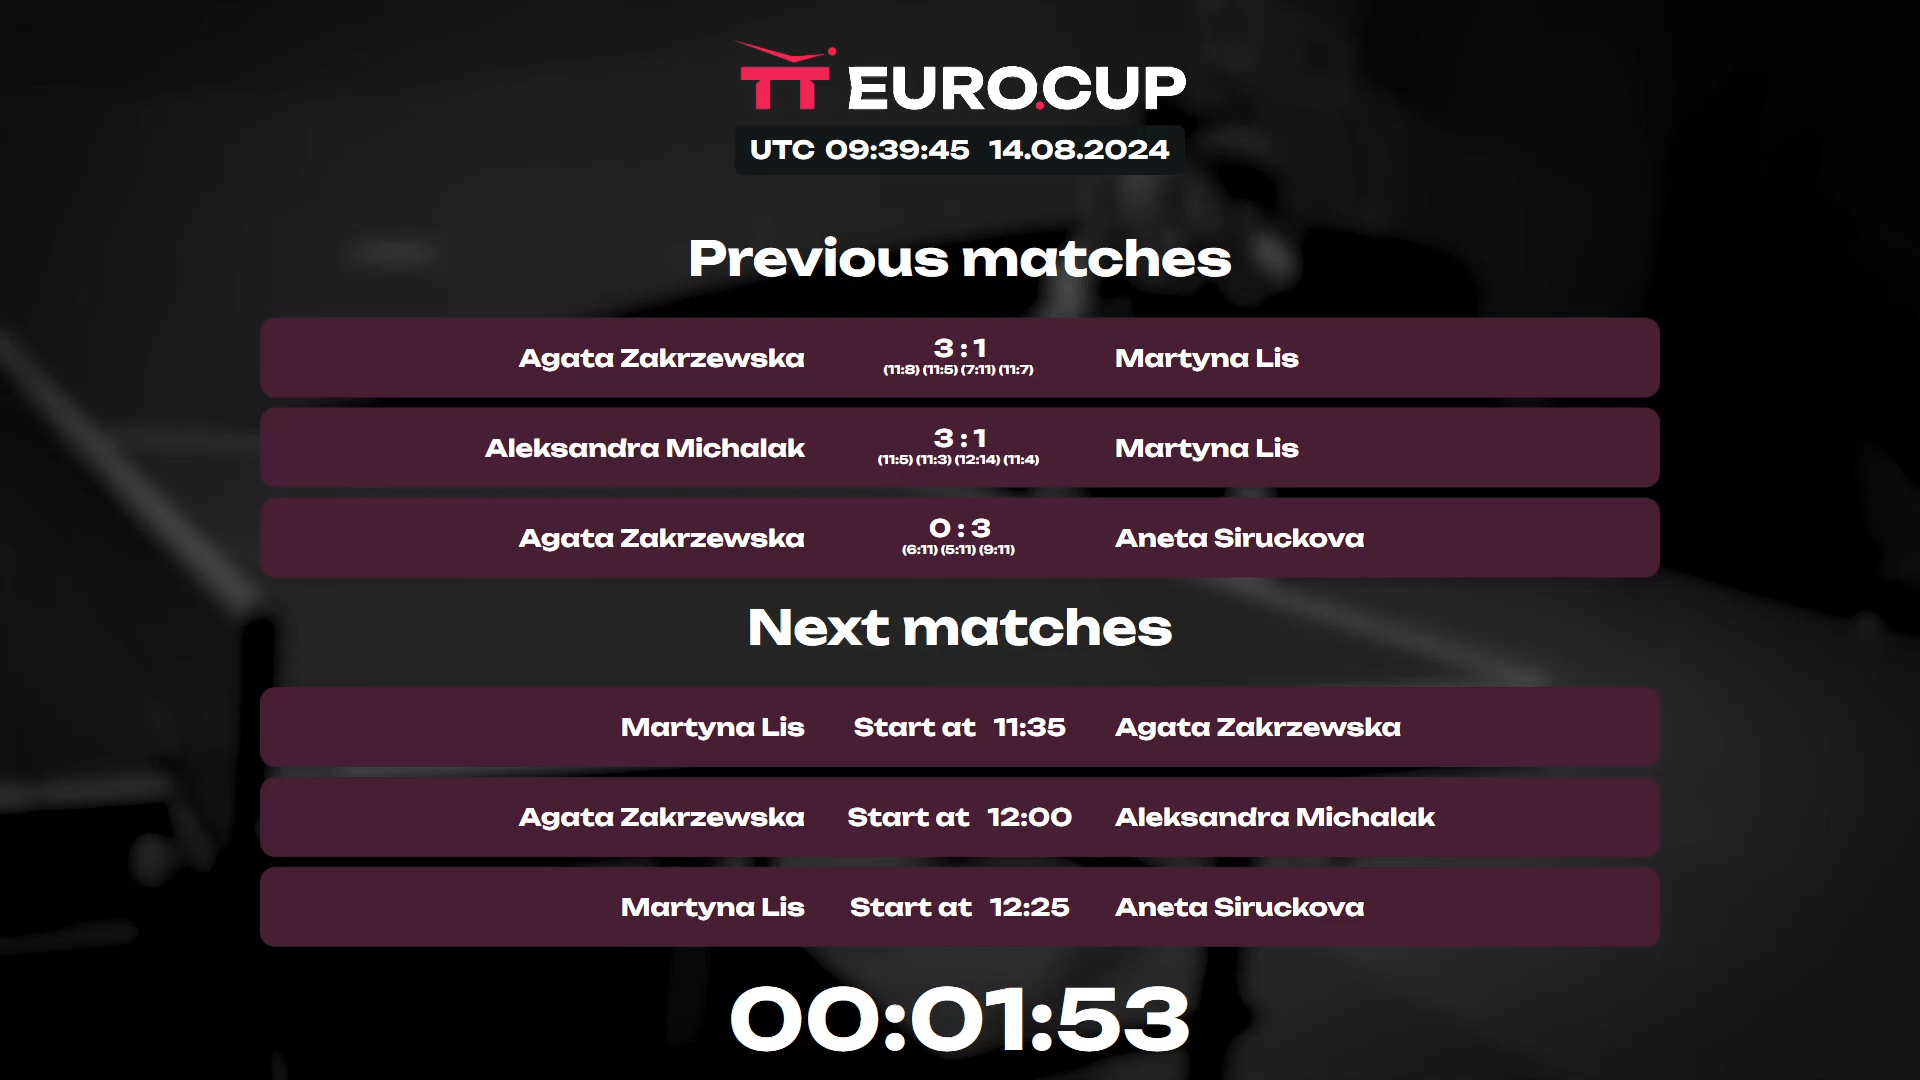 TT EURO.CUP
UTC 09:39:45 14.08.2024
Previous matches
Agata Zakrzewska 3 : 1 Martyna Lis
(11:8) (11:5) (7:11) (11:7)
Aleksandra Michalak 3 : 1 Martyna Lis
(11:5) (11:3) (12:14) (11:4)
Agata Zakrzewska 0 : 3 Aneta Siruckova
(6:11) (5:11) (9:11)
Next matches
Martyna Lis Start at 11:35 Agata Zakrzewska
Agata Zakrzewska Start at 12:00 Aleksandra Michalak
Martyna Lis Start at 12:25 Aneta Siruckova
00:01:53